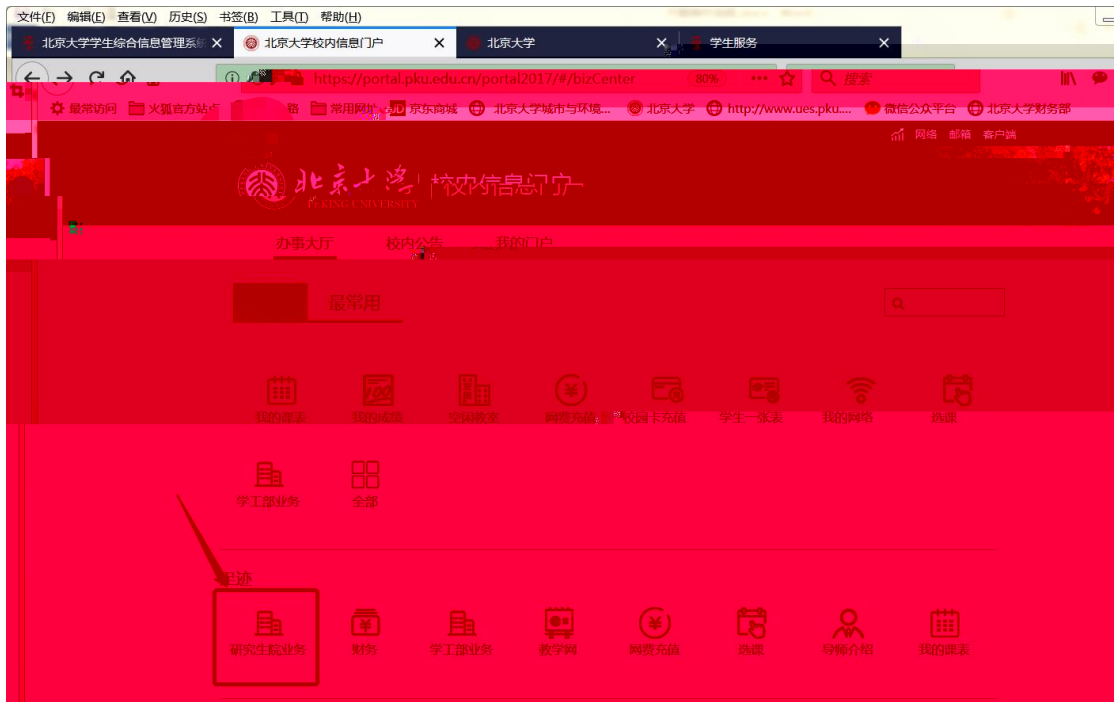 文件(F) 编辑(E) 查看(V) 历史(S) 书签(B) 工具(T) 帮助(H)
北京大学学生综合信息管理系统 北京大学校内信息门户 北京大学 学生服务
https://portal.pku.edu.cn/portal2017/#/bizCenter 80% 搜索
最常访问 火狐官方站点 常用网址 JD 京东商城 北京大学城市与环境... 北京大学 http://www.ues.pku.... 微信公众平台 北京大学财务部
网络 邮箱 客户端
北京大学 校内信息门户
PEKING UNIVERSITY
办事大厅 校内公告 我的门户
最常用
我的课表 我的成绩 空闲教室 网费充值 校园卡充值 学生一张表 我的网络 选课
学工部业务 全部
足迹
研究生院业务 财务 学工部业务 教学网 网费充值 选课 导师介绍 我的课表